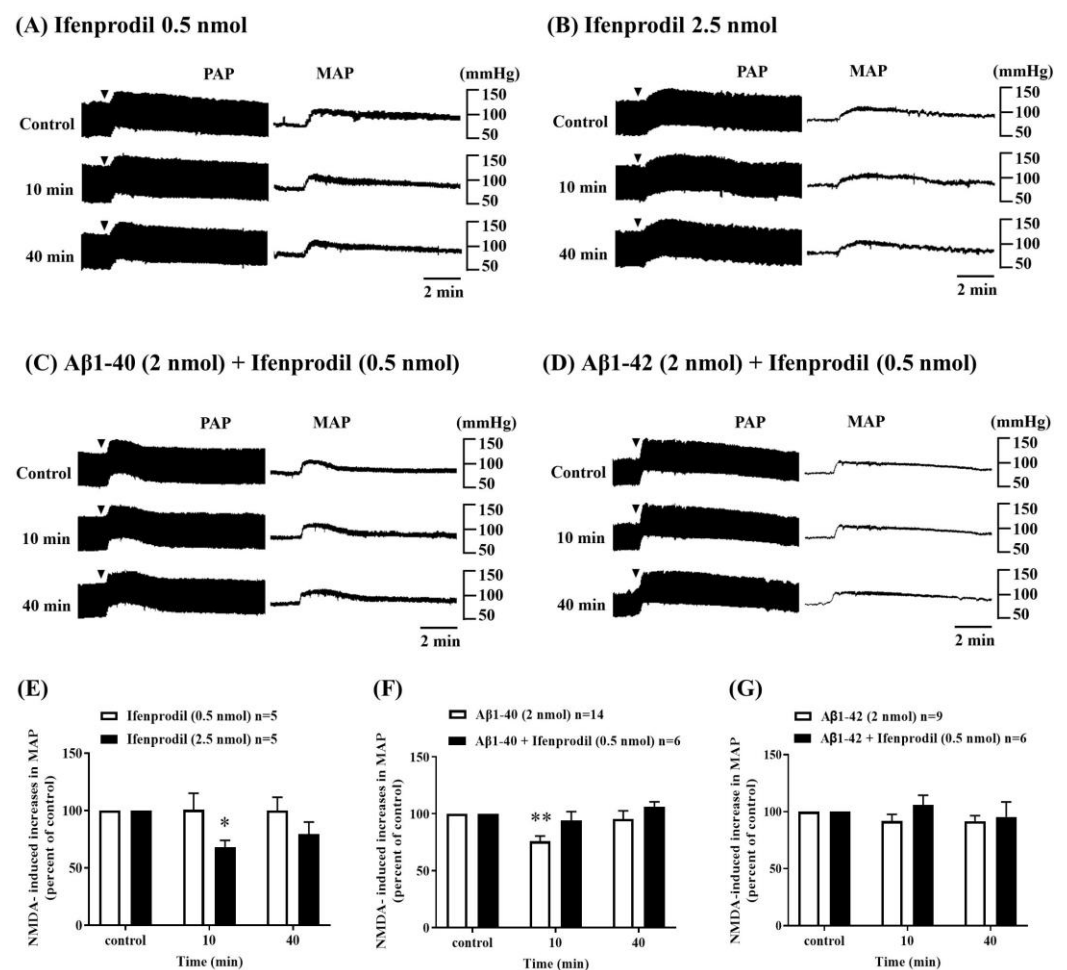 (A) Ifenprodil 0.5 nmol
PAP MAP (mmHg)
Control
150
100
50
10 min
150
100
50
40 min
150
100
50
2 min
(B) Ifenprodil 2.5 nmol
PAP MAP (mmHg)
Control
150
100
50
10 min
150
100
50
40 min
150
100
50
2 min
(C) Aβ1-40 (2 nmol) + Ifenprodil (0.5 nmol)
PAP MAP (mmHg)
Control
150
100
50
10 min
150
100
50
40 min
150
100
50
2 min
(D) Aβ1-42 (2 nmol) + Ifenprodil (0.5 nmol)
PAP MAP (mmHg)
Control
150
100
50
10 min
150
100
50
40 min
150
100
50
2 min
(E)
Ifenprodil (0.5 nmol) n=5
Ifenprodil (2.5 nmol) n=5
NMDA- induced increases in MAP
(percent of control)
150
100
50
0
*
control 10 40
Time (min)
(F)
Aβ1-40 (2 nmol) n=14
Aβ1-40 + Ifenprodil (0.5 nmol) n=6
NMDA- induced increases in MAP
(percent of control)
150
100
50
0
**
control 10 40
Time (min)
(G)
Aβ1-42 (2 nmol) n=9
Aβ1-42 + Ifenprodil (0.5 nmol) n=6
NMDA-induced increase in MAP
(percent of control)
150
100
50
0
control 10 40
Time (min)